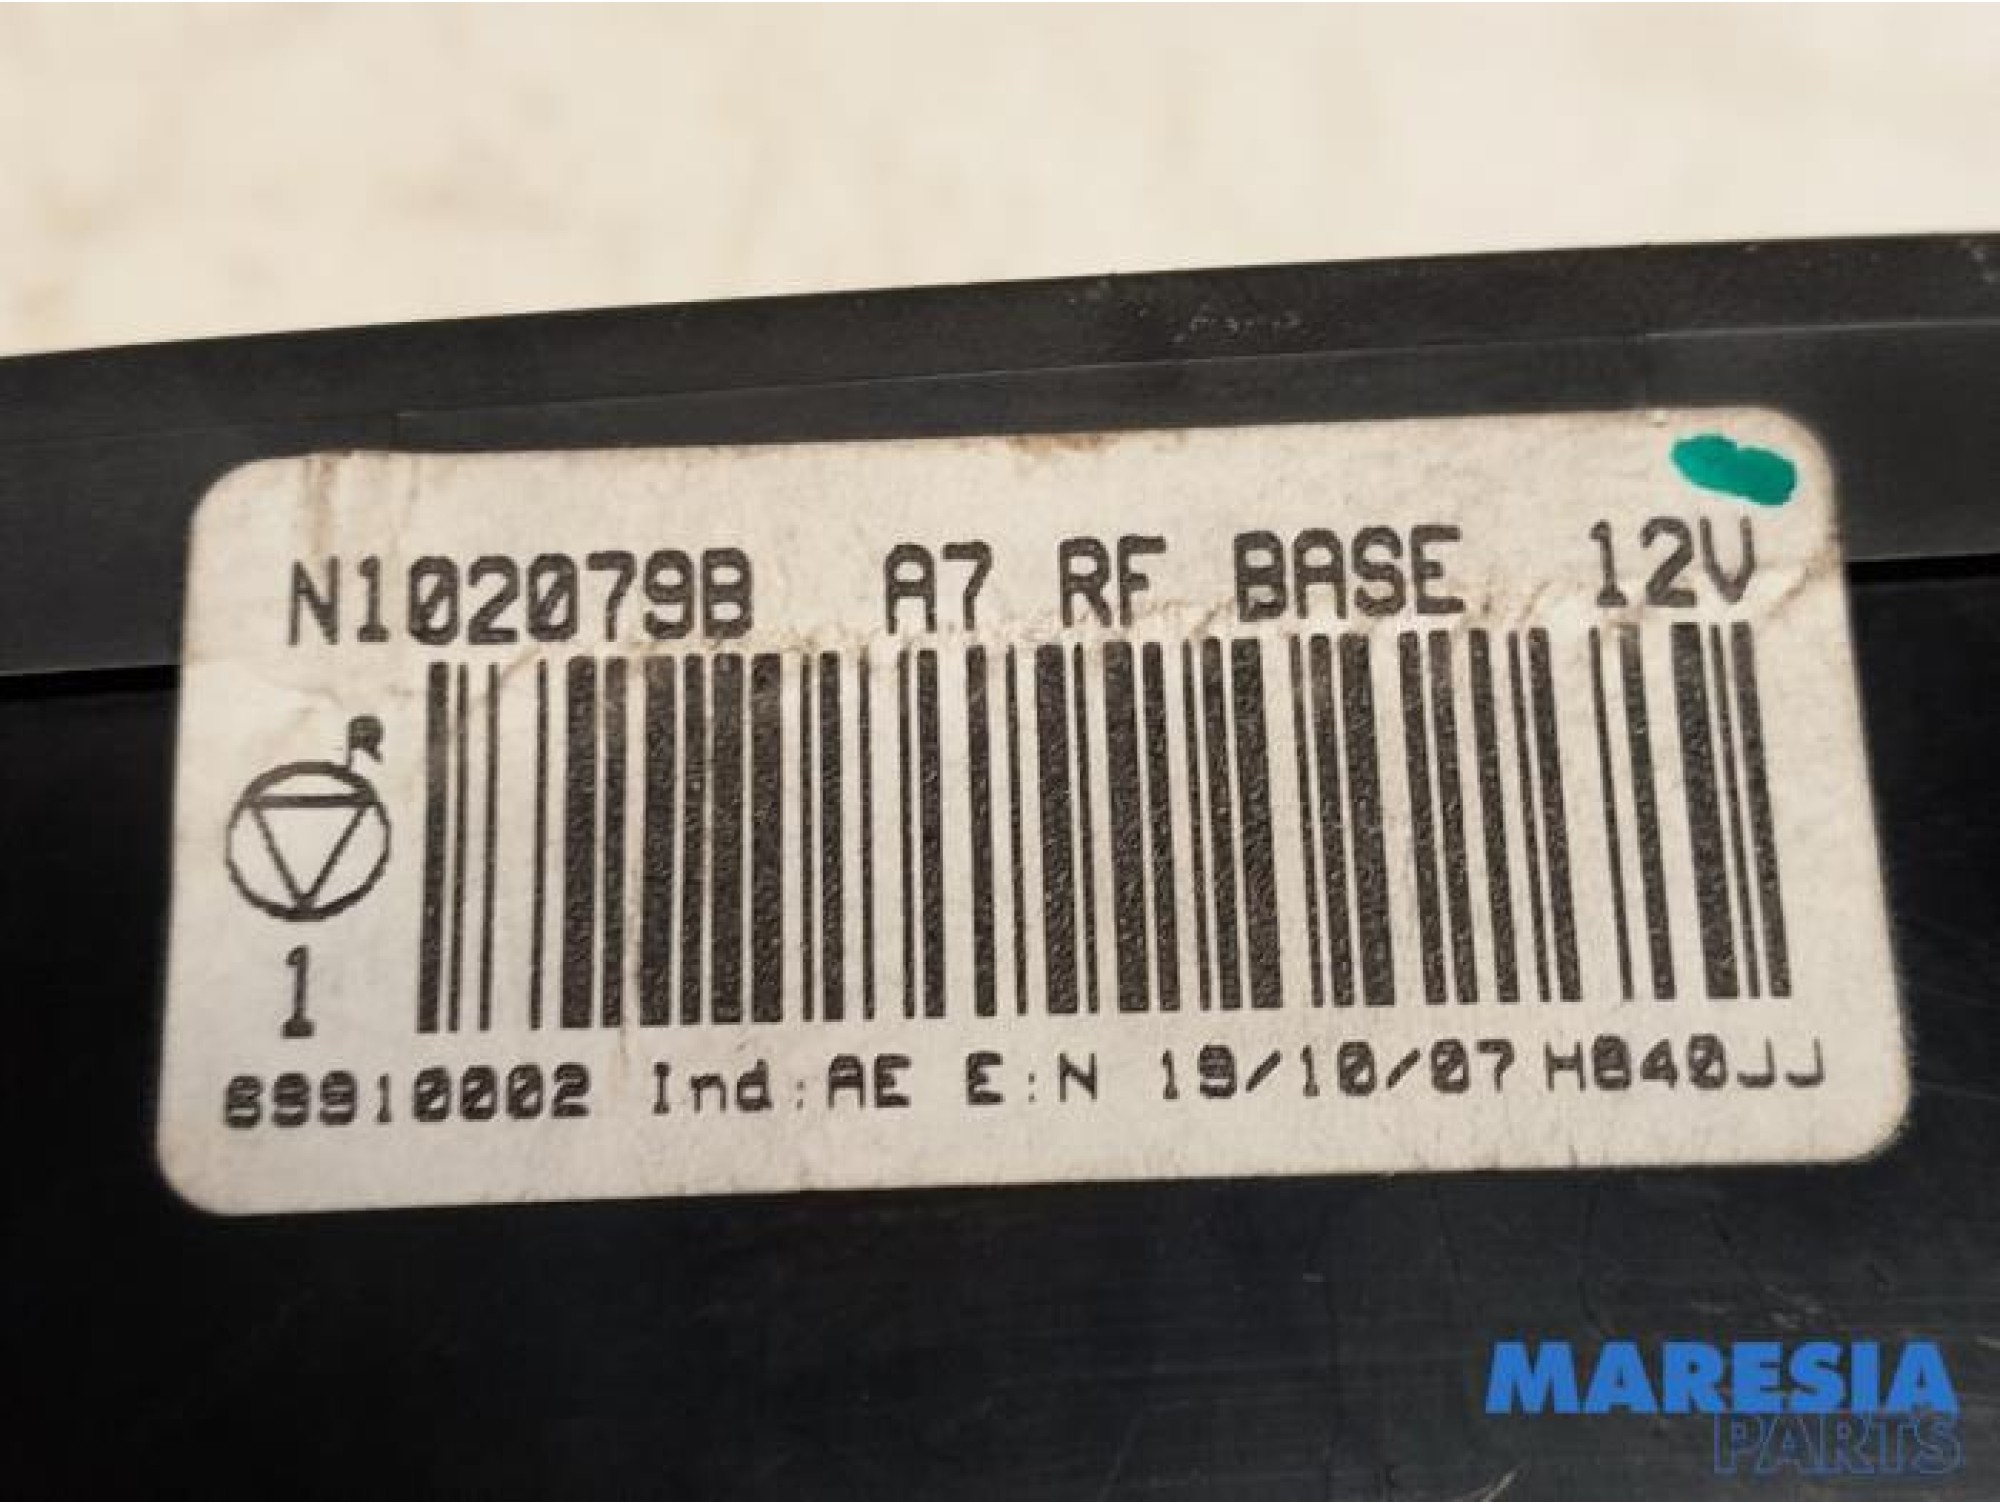 N102079B A7 RF BASE 12V
R
1
69910002 Ind:AE E:N 19/10/07 H040JJ
MARESIA
PARTS